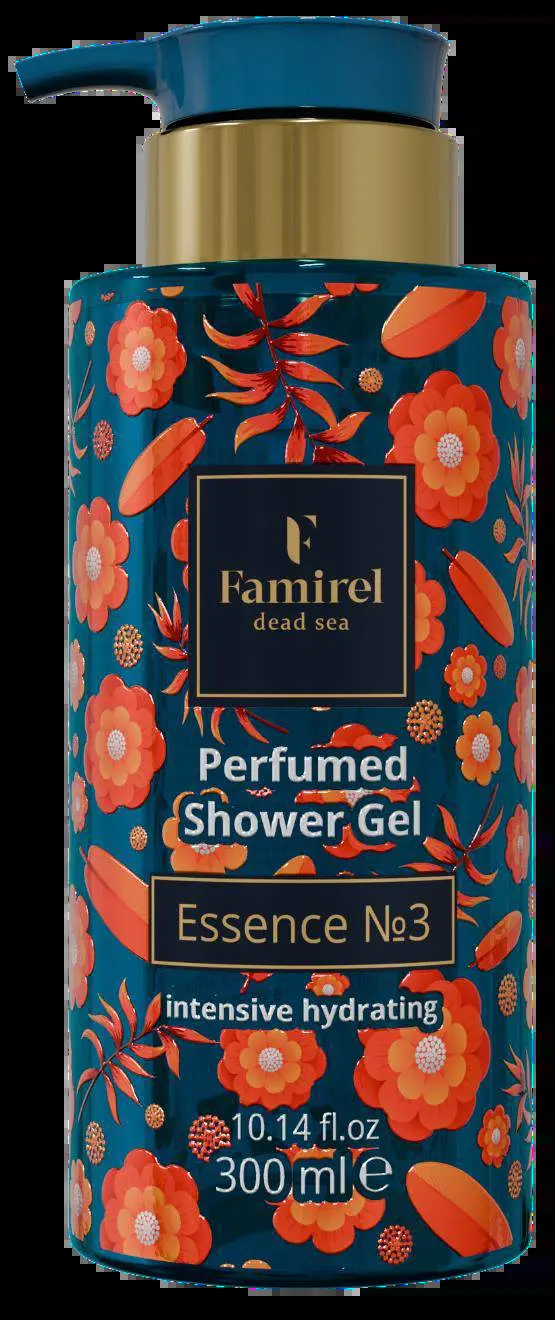 Famirel
dead sea
Perfumed
Shower Gel
Essence №3
intensive hydrating
10.14 fl.oz
300 ml ℮